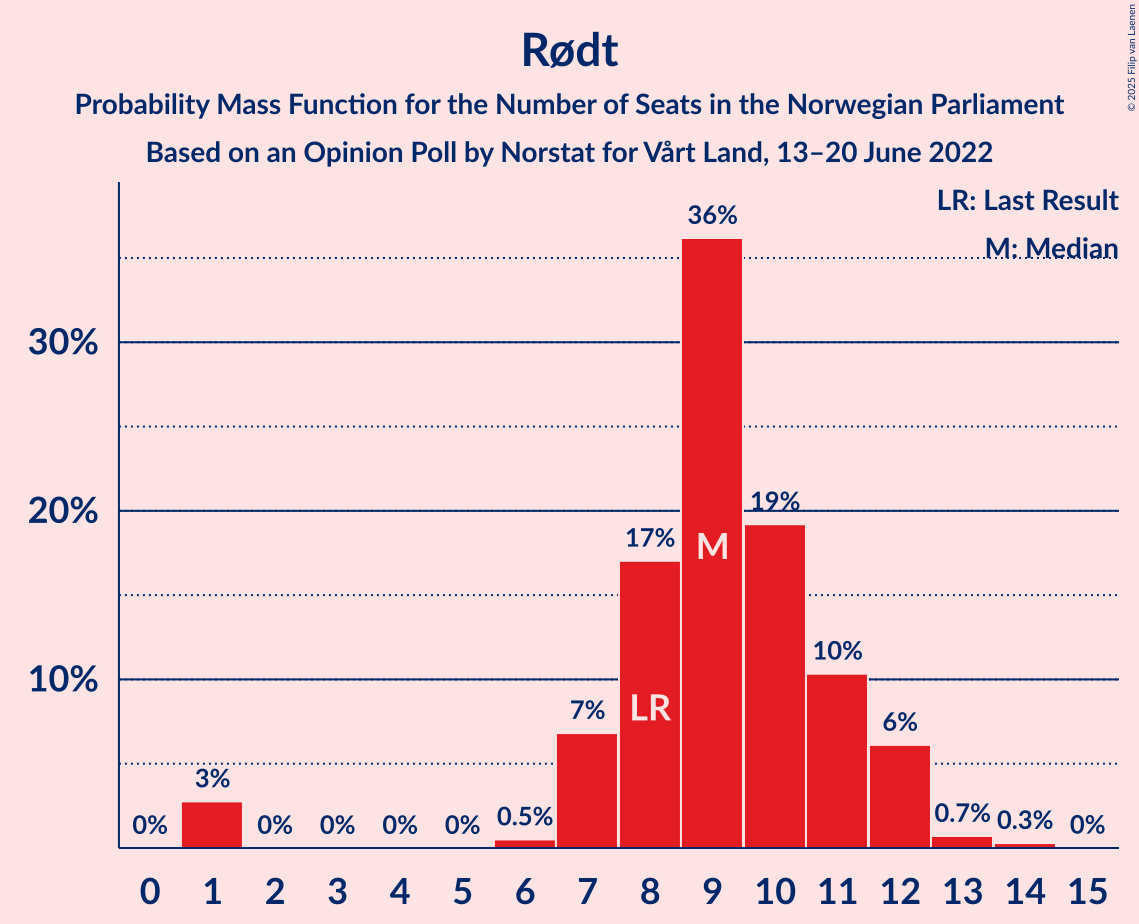 Rødt
Probability Mass Function for the Number of Seats in the Norwegian Parliament
Based on an Opinion Poll by Norstat for Vårt Land, 13–20 June 2022
© 2025 Filip van Laenen
LR: Last Result
M: Median
36%
30%
20%
19%
17%
M
10%
10%
7%
LR
6%
3%
0%
0%
0%
0%
0%
0.5%
0.7%
0.3%
0%
0 1 2 3 4 5 6 7 8 9 10 11 12 13 14 15